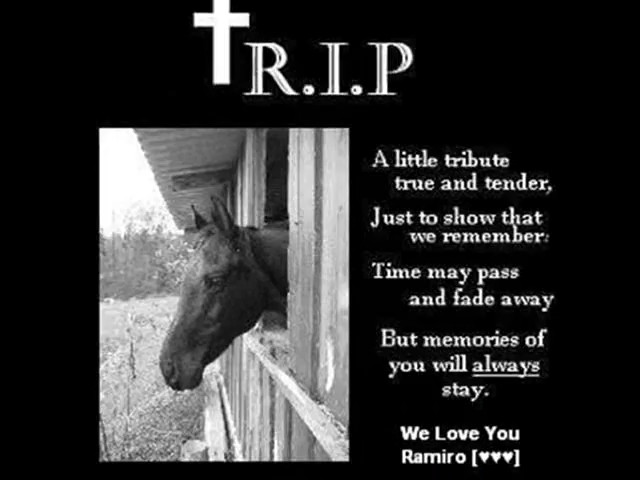 R.I.P
A little tribute
true and tender,
Just to show that
we remember.
Time may pass
and fade away
But memories of
you will always
stay.
We Love You
Ramiro [♥♥♥]